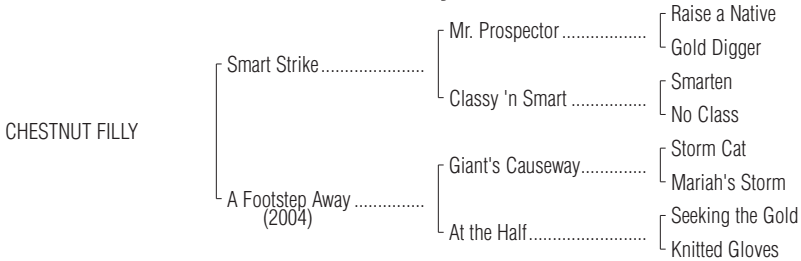 Raise a Native
Mr. Prospector..................
Gold Digger
Smart Strike......................
Smarten
Classy 'n Smart ................
No Class
CHESTNUT FILLY
Storm Cat
Giant's Causeway..............
Mariah's Storm
A Footstep Away ...............
(2004)
Seeking the Gold
At the Half.........................
Knitted Gloves